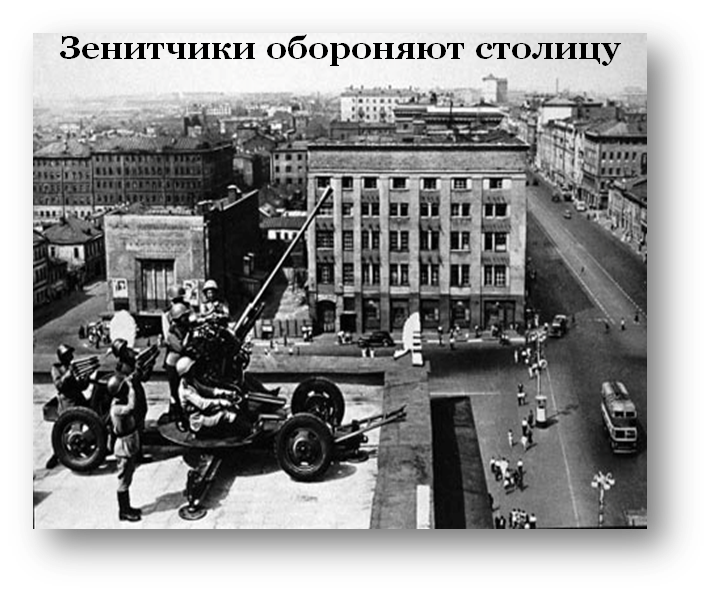 Зенитчики обороняют столицу